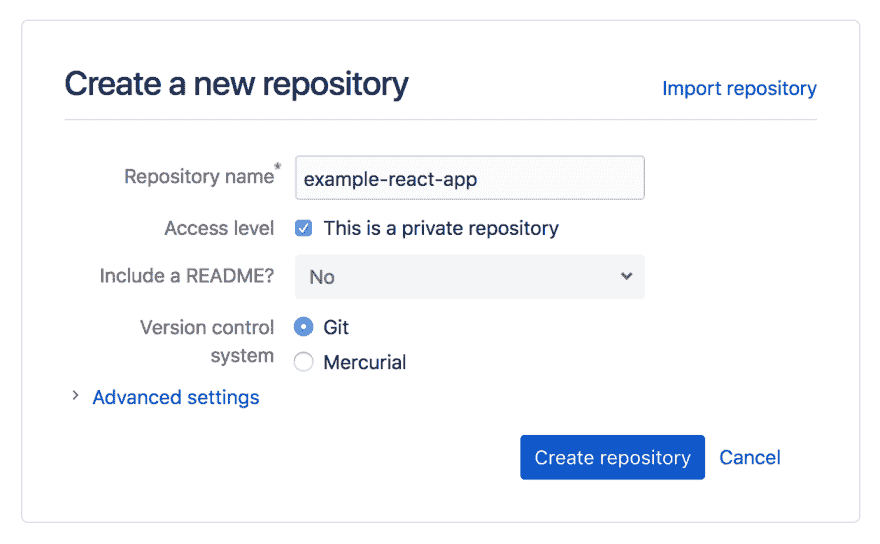 Create a new repository
Import repository
Repository name*
example-react-app
Access level
This is a private repository
Include a README?
No
Version control
system
Git
Mercurial
Advanced settings
Create repository
Cancel